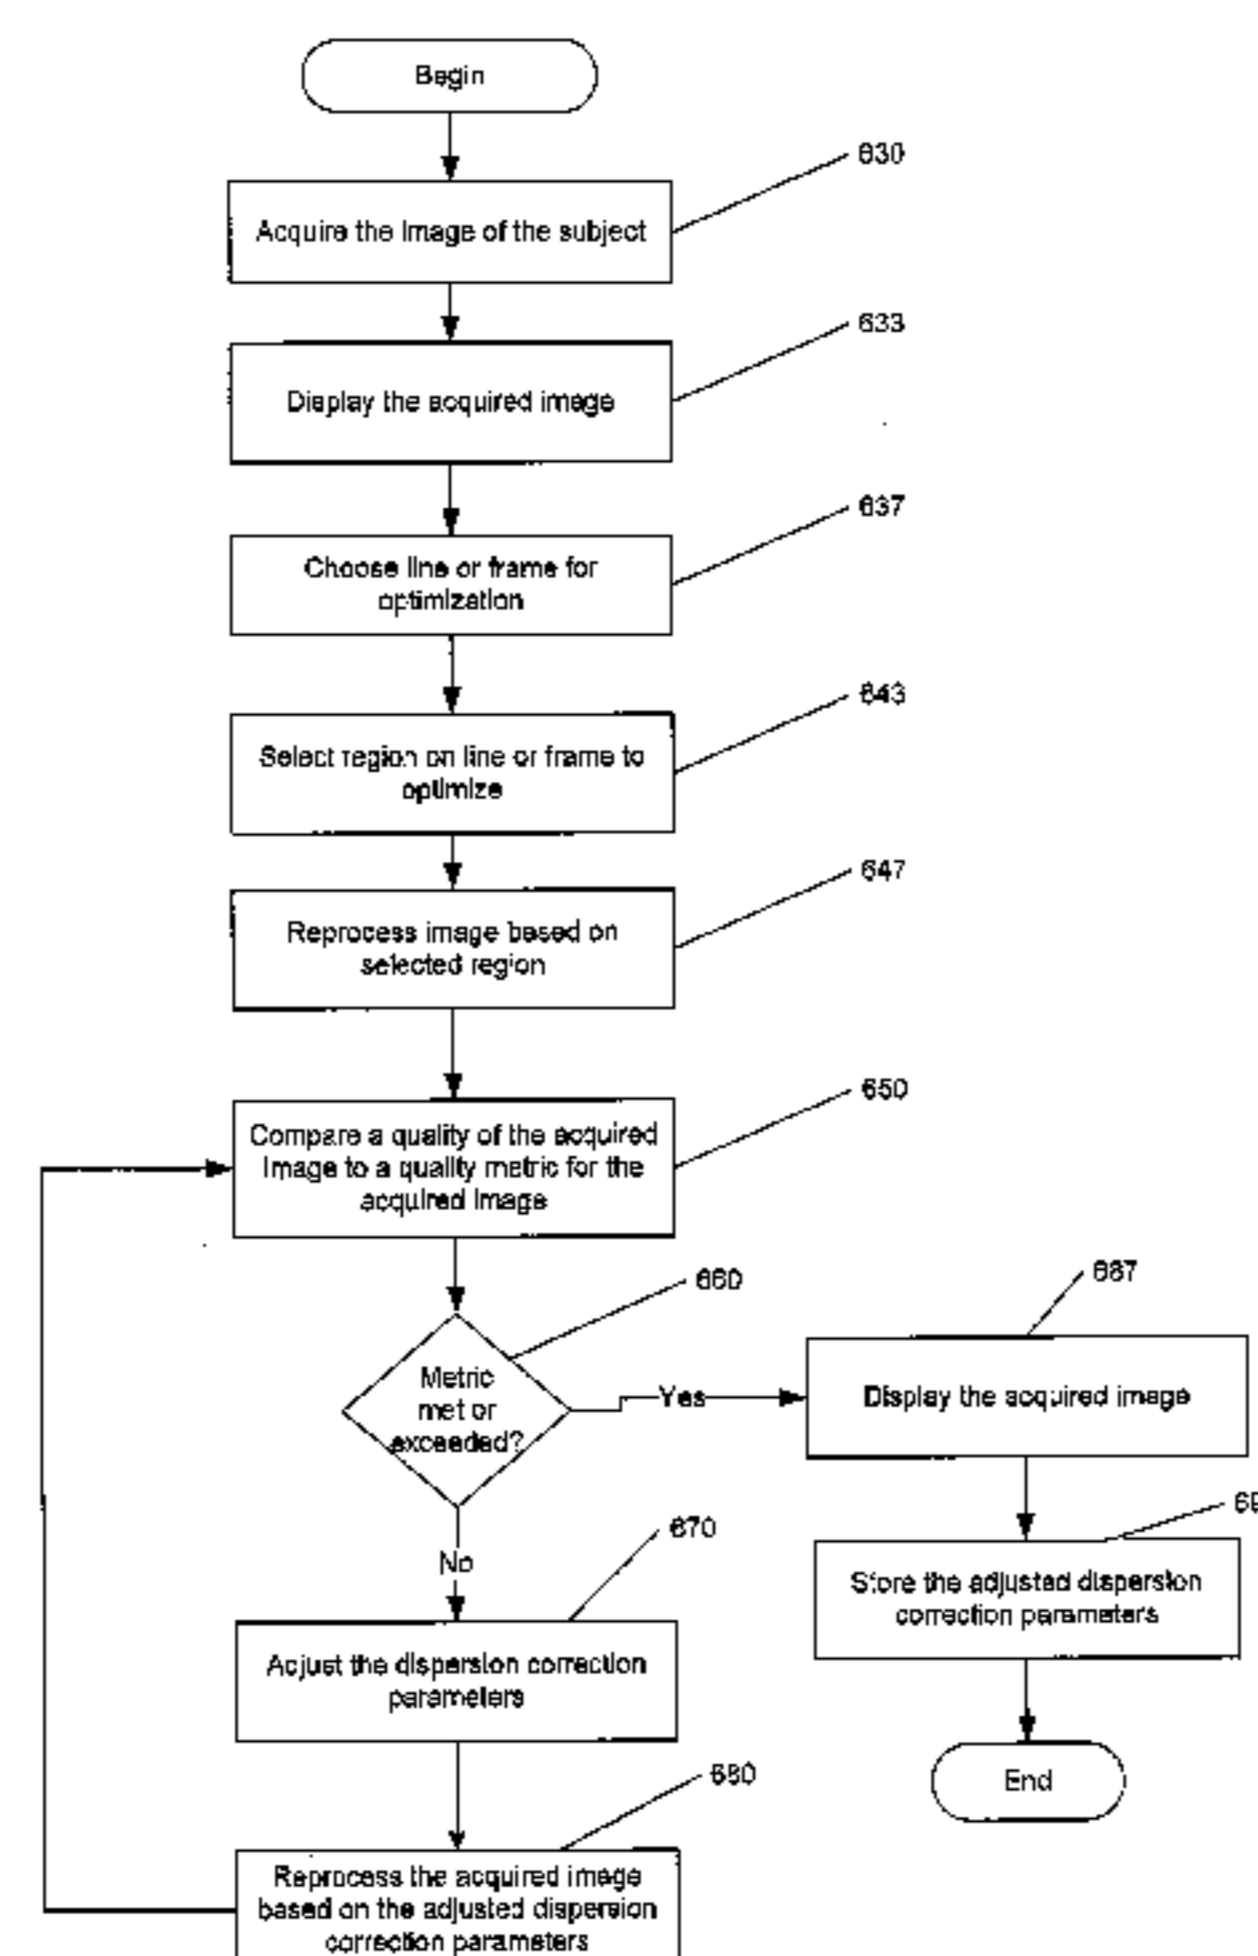 Begin
630
Acquire the image of the subject
633
Display the acquired image
637
Choose line or frame for
optimization
643
Select region on line or frame to
optimize
647
Reprocess image based on
selected region
650
Compare a quality of the acquired
image to a quality metric for the
acquired image
660
687
Metric
met or
exceeded?
Yes
Display the acquired image
No
670
Store the adjusted dispersion
correction parameters
Adjust the dispersion correction
parameters
680
End
Reprocess the acquired image
based on the adjusted dispersion
correction parameters